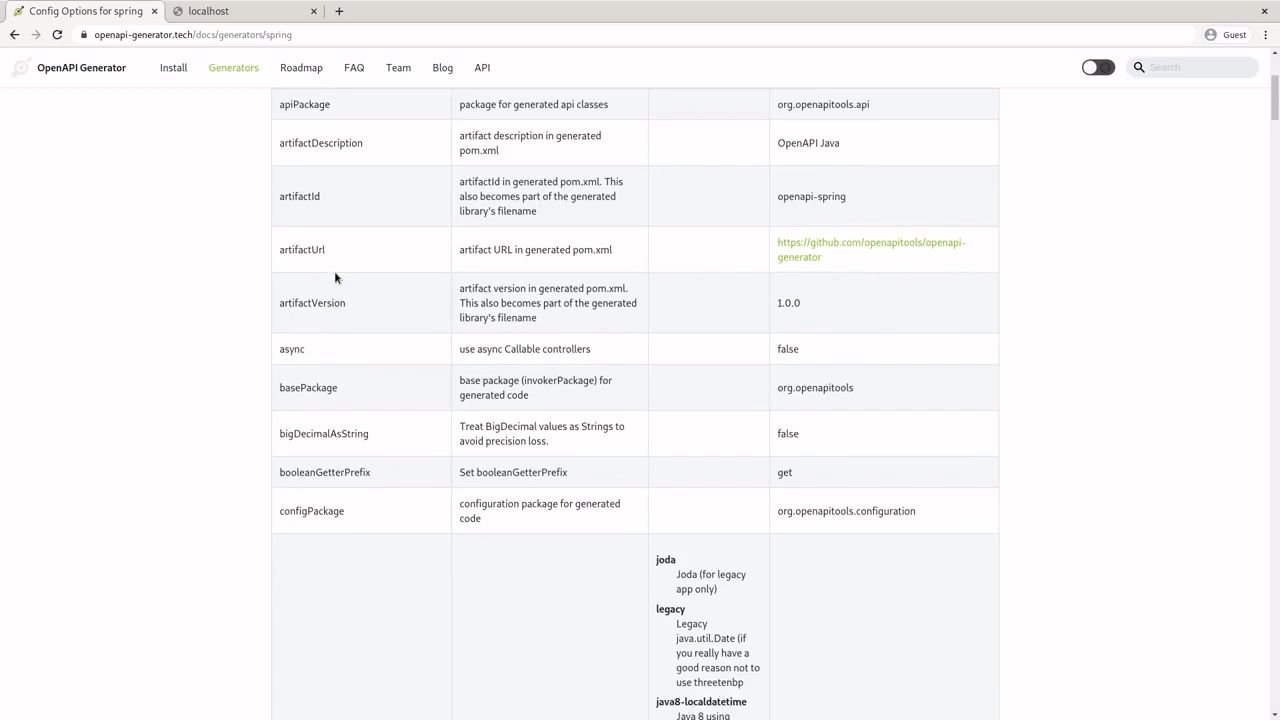 Config Options for spring
localhost
openapi-generator.tech/docs/generators/spring
Guest
OpenAPI Generator
Install
Generators
Roadmap
FAQ
Team
Blog
API
Search
apiPackage
package for generated api classes
org.openapitools.api
artifactDescription
artifact description in generated
pom.xml
OpenAPI Java
artifactId
artifactId in generated pom.xml. This
also becomes part of the generated
library's filename
openapi-spring
artifactUrl
artifact URL in generated pom.xml
https://github.com/openapitools/openapi-
generator
artifactVersion
artifact version in generated pom.xml.
This also becomes part of the generated
library's filename
1.0.0
async
use async Callable controllers
false
basePackage
base package (invokerPackage) for
generated code
org.openapitools
bigDecimalAsString
Treat BigDecimal values as Strings to
avoid precision loss.
false
booleanGetterPrefix
Set booleanGetterPrefix
get
configPackage
configuration package for generated
code
org.openapitools.configuration
joda
Joda (for legacy
app only)
legacy
Legacy
java.util.Date (if
you really have a
good reason not to
use threetenbp
java8-localdatetime
Java 8 using